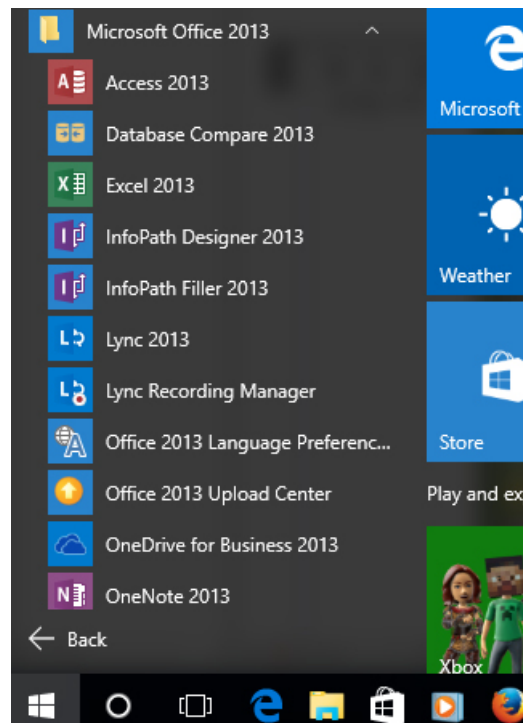 Microsoft Office 2013
Access 2013
Database Compare 2013
Excel 2013
InfoPath Designer 2013
InfoPath Filler 2013
Lync 2013
Lync Recording Manager
Office 2013 Language Preferenc...
Office 2013 Upload Center
OneDrive for Business 2013
OneNote 2013
Back
Microsoft
Weather
Store
Play and ex
Xbox